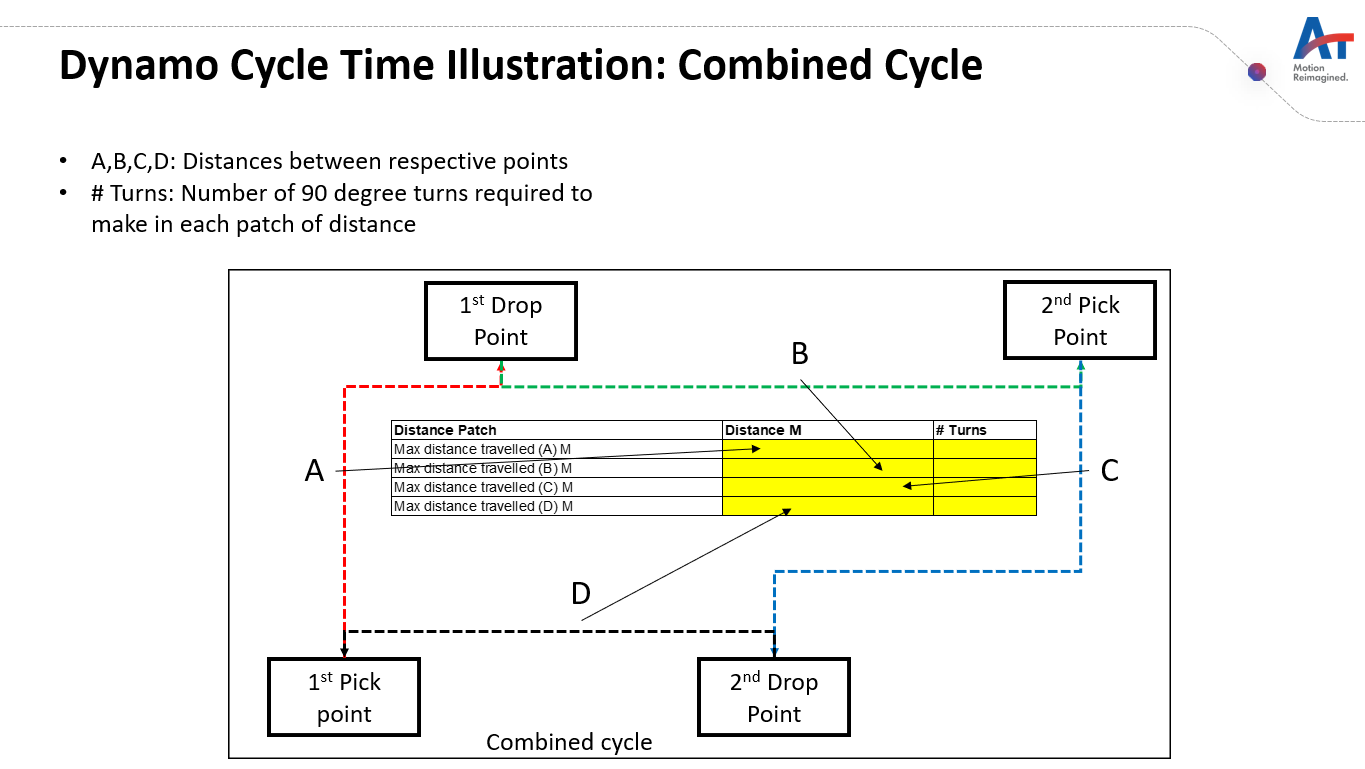 Dynamo Cycle Time Illustration: Combined Cycle
AT
Motion
Reimagined.
• A,B,C,D: Distances between respective points
• # Turns: Number of 90 degree turns required to
make in each patch of distance
1st Drop
Point
2nd Pick
Point
B
Distance Patch Distance M # Turns
Max distance travelled (A) M
Max distance travelled (B) M
Max distance travelled (C) M
Max distance travelled (D) M
A
C
D
1st Pick
point
2nd Drop
Point
Combined cycle